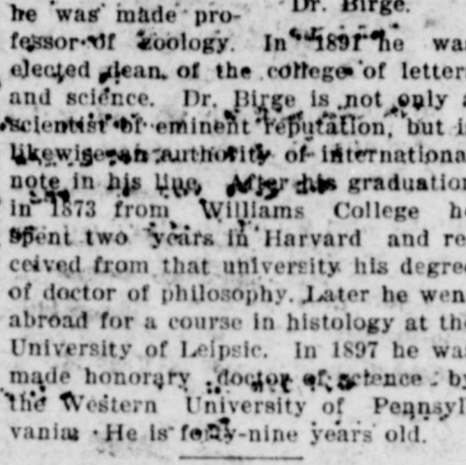 Dr. Birge.
he was made pro-
fessor of zoology. In 1891 he wa
elected dean of the college of letter
and science. Dr. Birge is not only
scientist of eminent reputation, but i
likewise an authority of internationa
note in his line. After his graduation
in 1873 from Williams College h
spent two years in Harvard and re-
ceived from that university his degre
of doctor of philosophy. Later he wen
abroad for a course in histology at th
University of Leipsic. In 1897 he wa
made honorary doctor of science b
the Western University of Pennsyl
vania. He is forty-nine years old.